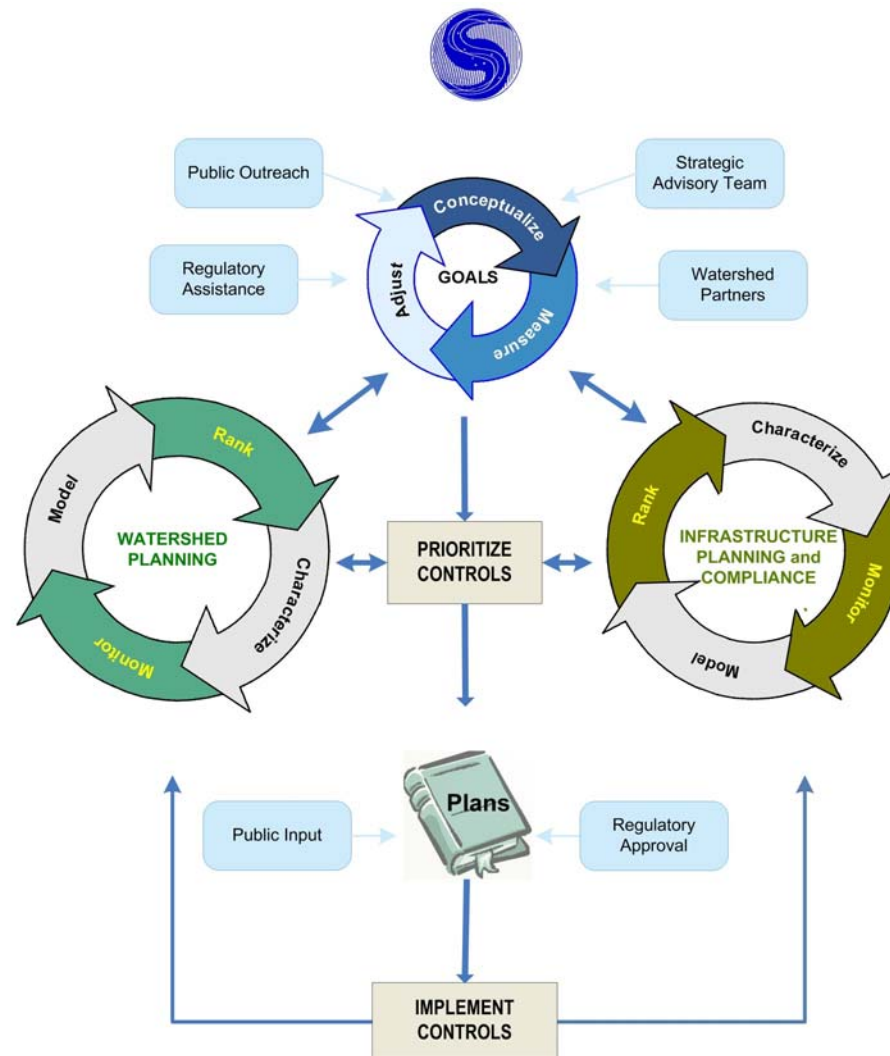 Public Outreach
Strategic
Advisory Team
Conceptualize
Regulatory
Assistance
GOALS
Adjust
Measure
Watershed
Partners
Rank
Model
WATERSHED
PLANNING
Characterize
Monitor
PRIORITIZE
CONTROLS
Characterize
Rank
INFRASTRUCTURE
PLANNING and
COMPLIANCE
Monitor
Model
Plans
Public Input
Regulatory
Approval
IMPLEMENT
CONTROLS